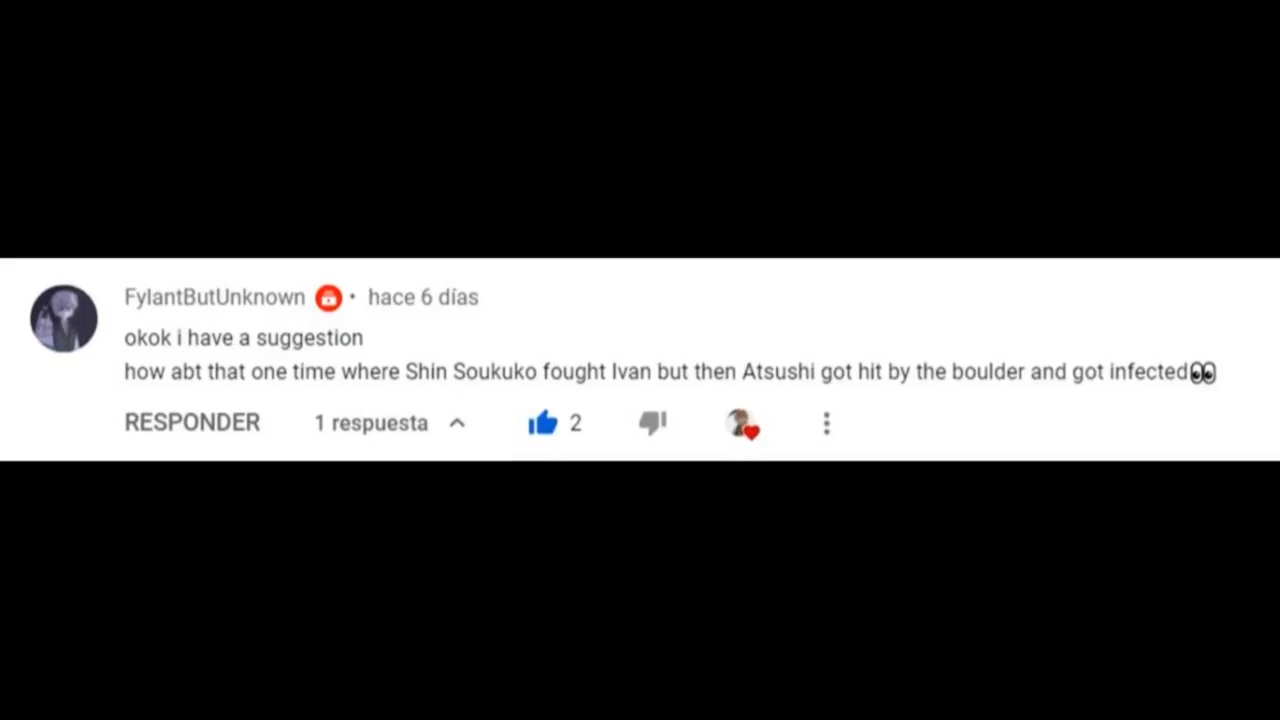 FylantButUnknown • hace 6 días
okok i have a suggestion
how abt that one time where Shin Soukuko fought Ivan but then Atsushi got hit by the boulder and got infected👀
RESPONDER 1 respuesta 2